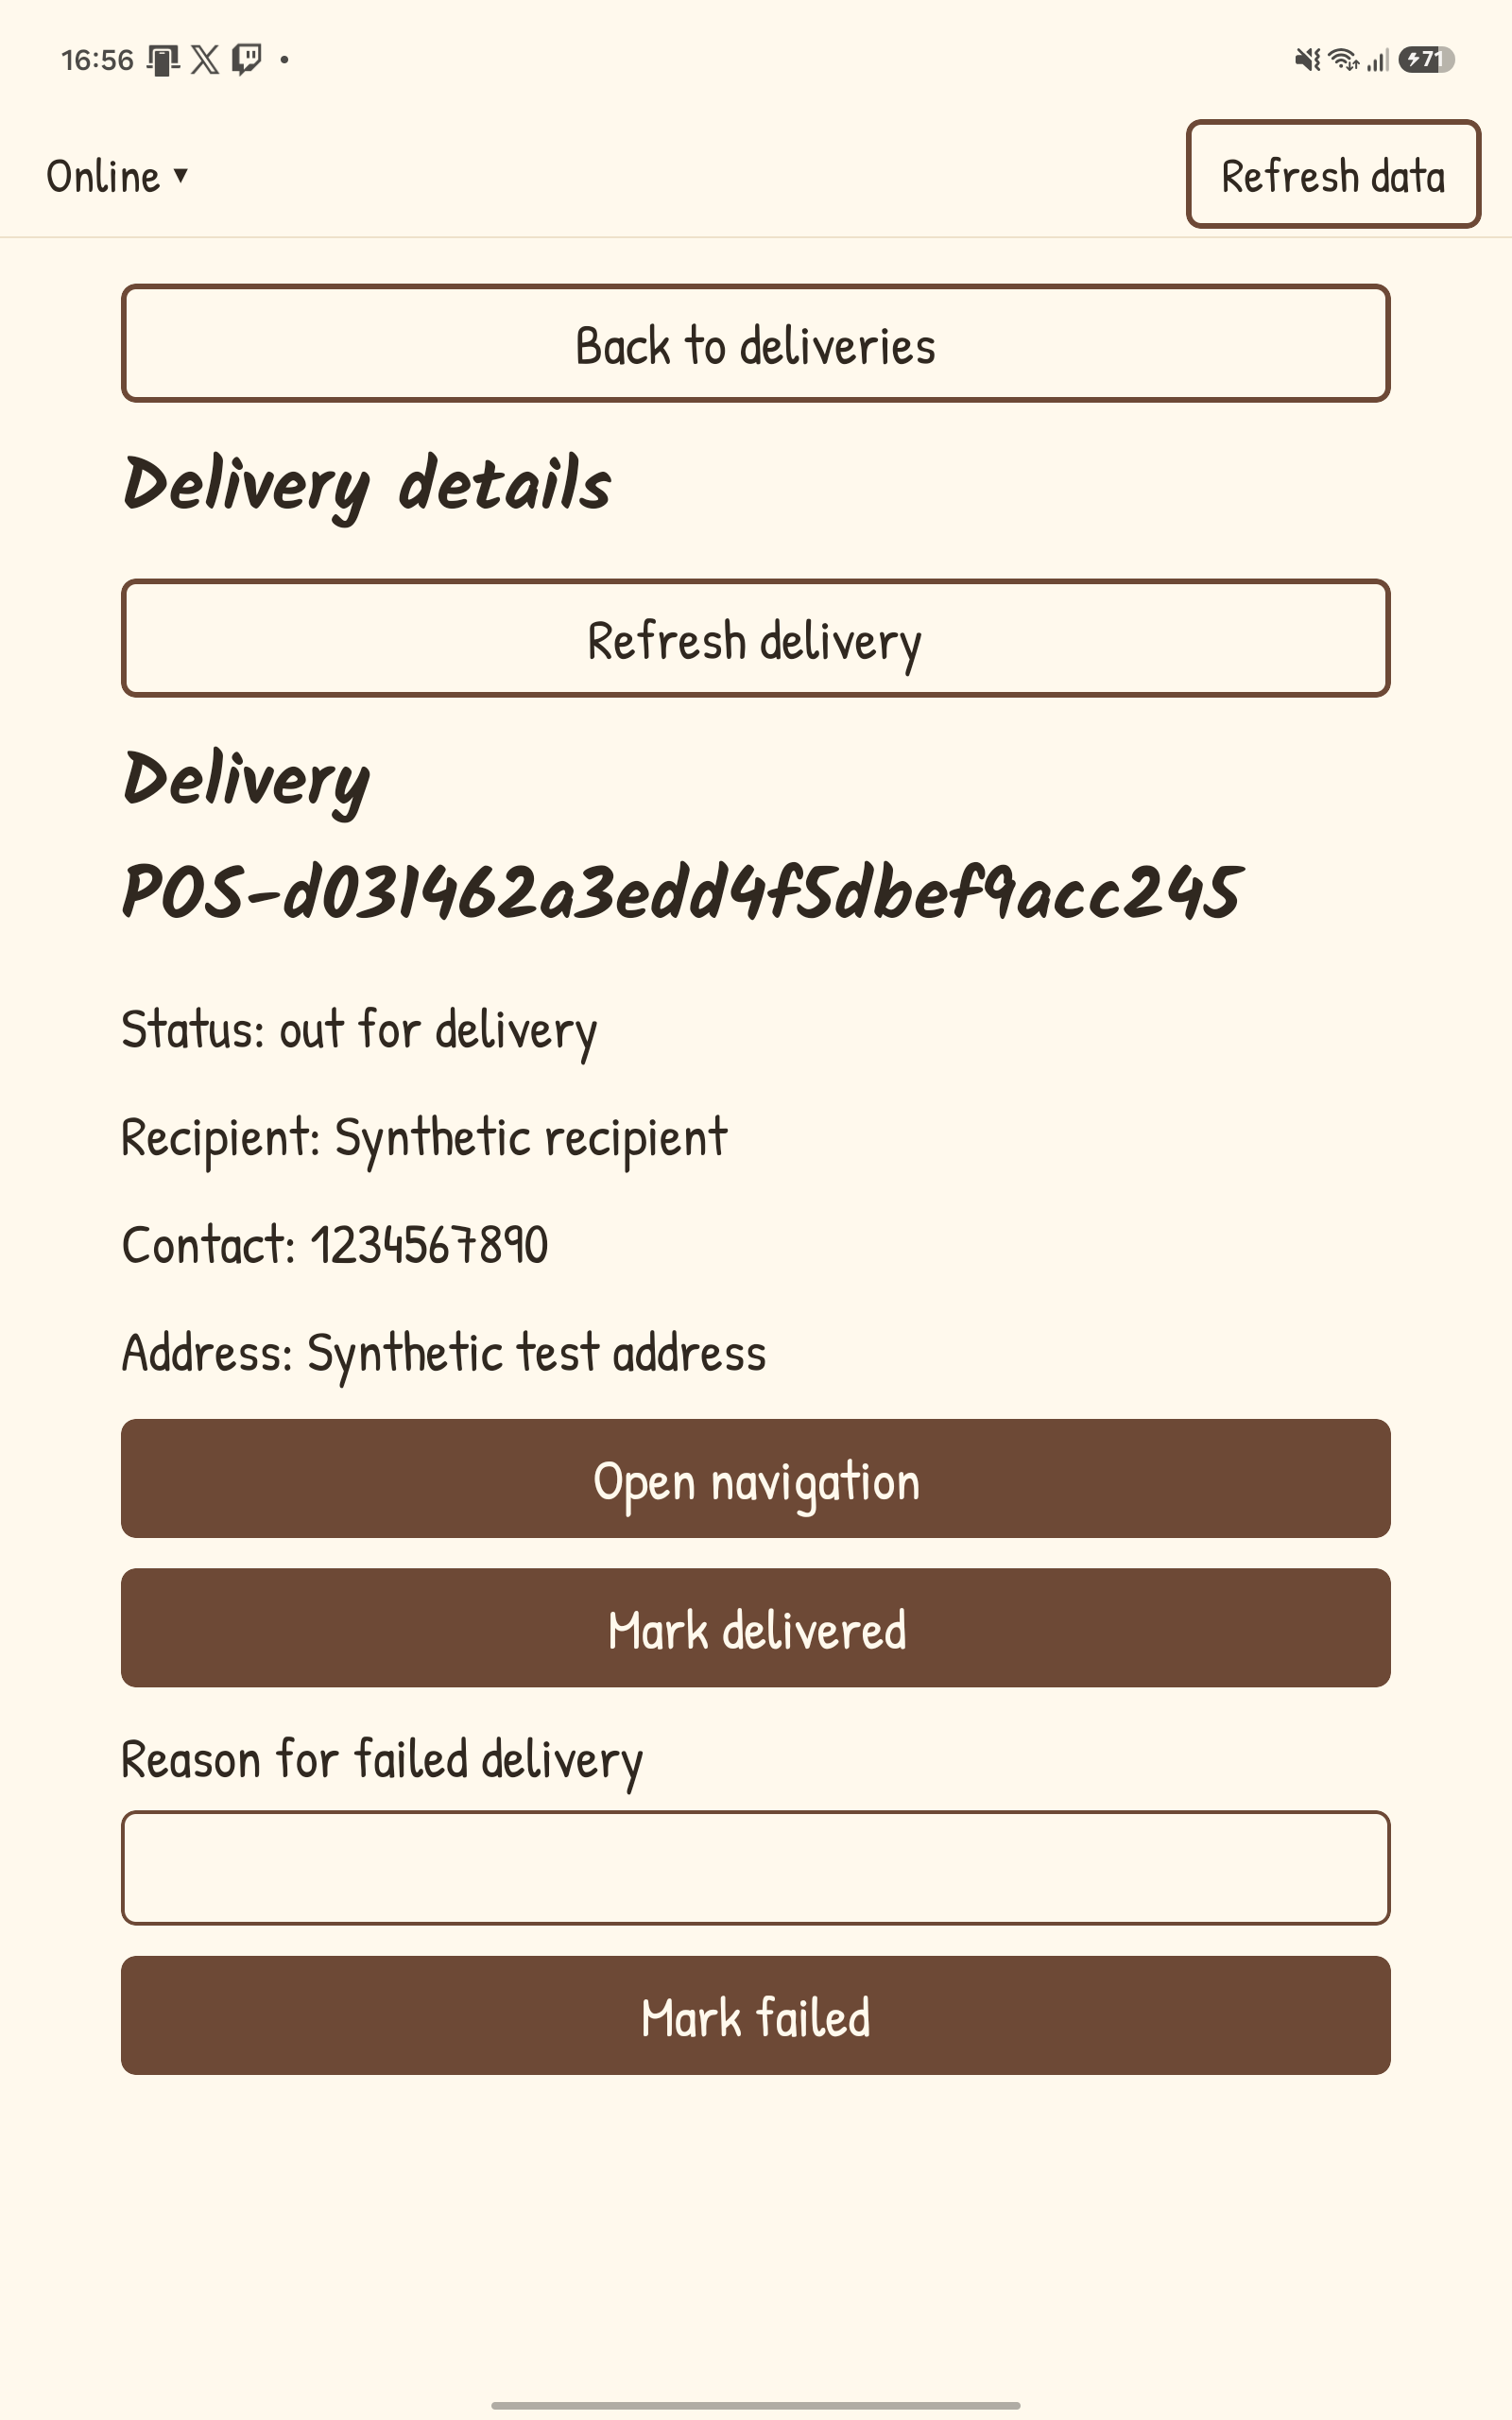 16:56
71
Online ▾
Refresh data
Back to deliveries
Delivery details
Refresh delivery
Delivery
POS-d031462a3edd4f5dbef9acc245
Status: out for delivery
Recipient: Synthetic recipient
Contact: 1234567890
Address: Synthetic test address
Open navigation
Mark delivered
Reason for failed delivery
Mark failed